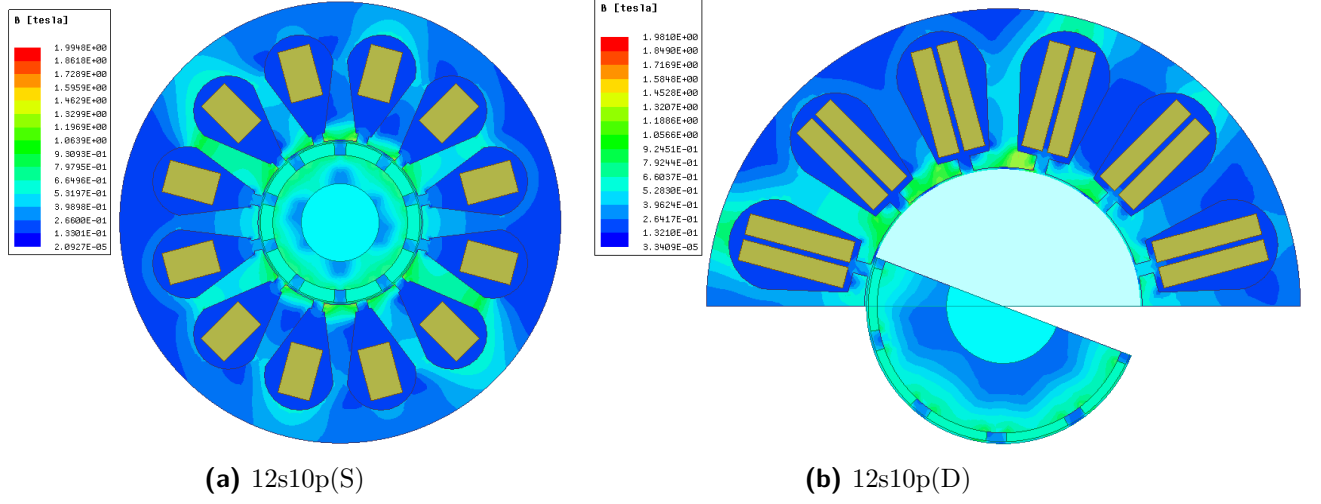 B [tesla]
1.9948E+00
1.8618E+00
1.7289E+00
1.5959E+00
1.4629E+00
1.3299E+00
1.1969E+00
1.0639E+00
9.3093E-01
7.9795E-01
6.6496E-01
5.3197E-01
3.9898E-01
2.6600E-01
1.3301E-01
2.0927E-05
B [tesla]
1.9810E+00
1.8490E+00
1.7169E+00
1.5848E+00
1.4528E+00
1.3207E+00
1.1886E+00
1.0566E+00
9.2451E-01
7.9244E-01
6.6037E-01
5.2830E-01
3.9624E-01
2.6417E-01
1.3210E-01
3.3409E-05
(a) 12s10p(S)
(b) 12s10p(D)